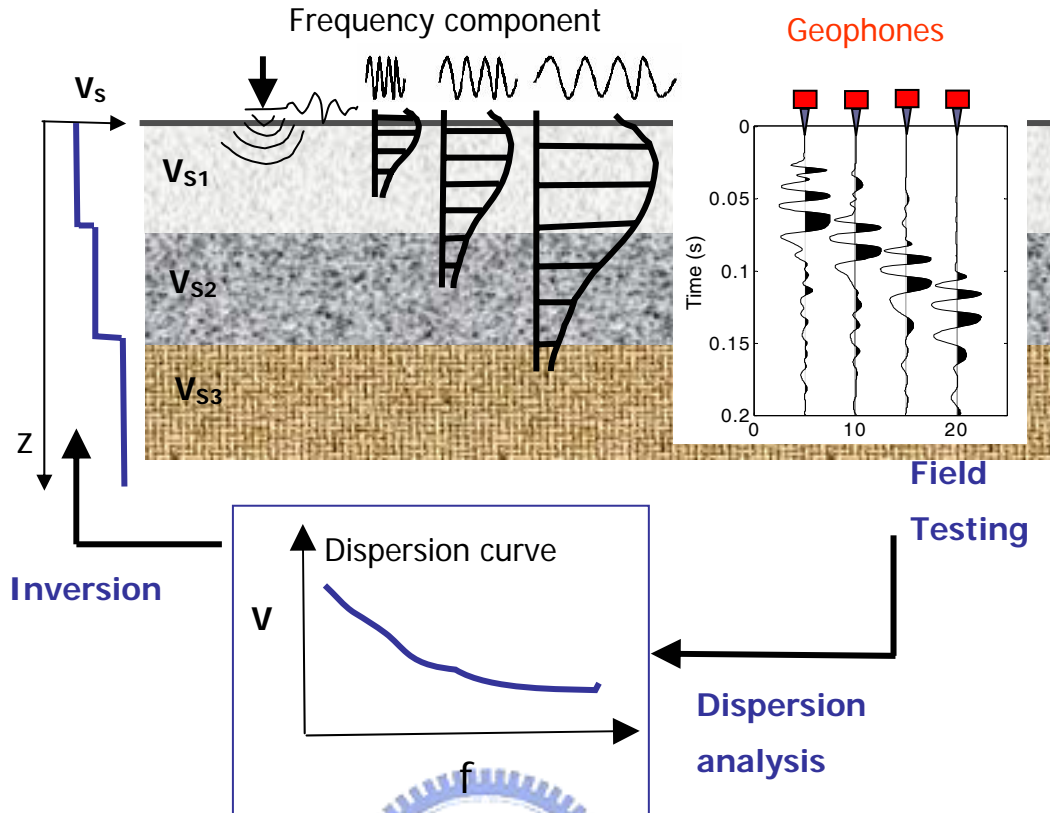 Frequency component
Geophones
Vs
VS1
VS2
VS3
Z
0
0.05
0.1
0.15
0.2
Time (s)
0 10 20
Field
Testing
Inversion
Dispersion curve
V
f
Dispersion
analysis